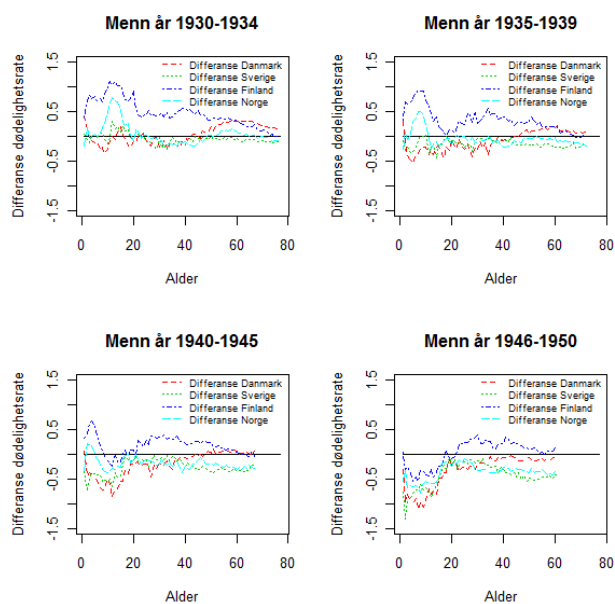 Menn år 1930-1934
Differanse dødelighetsrate
1.5
0.5
-0.5
-1.5
Differanse Danmark
Differanse Sverige
Differanse Finland
Differanse Norge
0 20 40 60 80
Alder
Menn år 1935-1939
Differanse dødelighetsrate
1.5
0.5
-0.5
-1.5
Differanse Danmark
Differanse Sverige
Differanse Finland
Differanse Norge
0 20 40 60 80
Alder
Menn år 1940-1945
Differanse dødelighetsrate
1.5
0.5
-0.5
-1.5
Differanse Danmark
Differanse Sverige
Differanse Finland
Differanse Norge
0 20 40 60 80
Alder
Menn år 1946-1950
Differanse dødelighetsrate
1.5
0.5
-0.5
-1.5
Differanse Danmark
Differanse Sverige
Differanse Finland
Differanse Norge
0 20 40 60 80
Alder